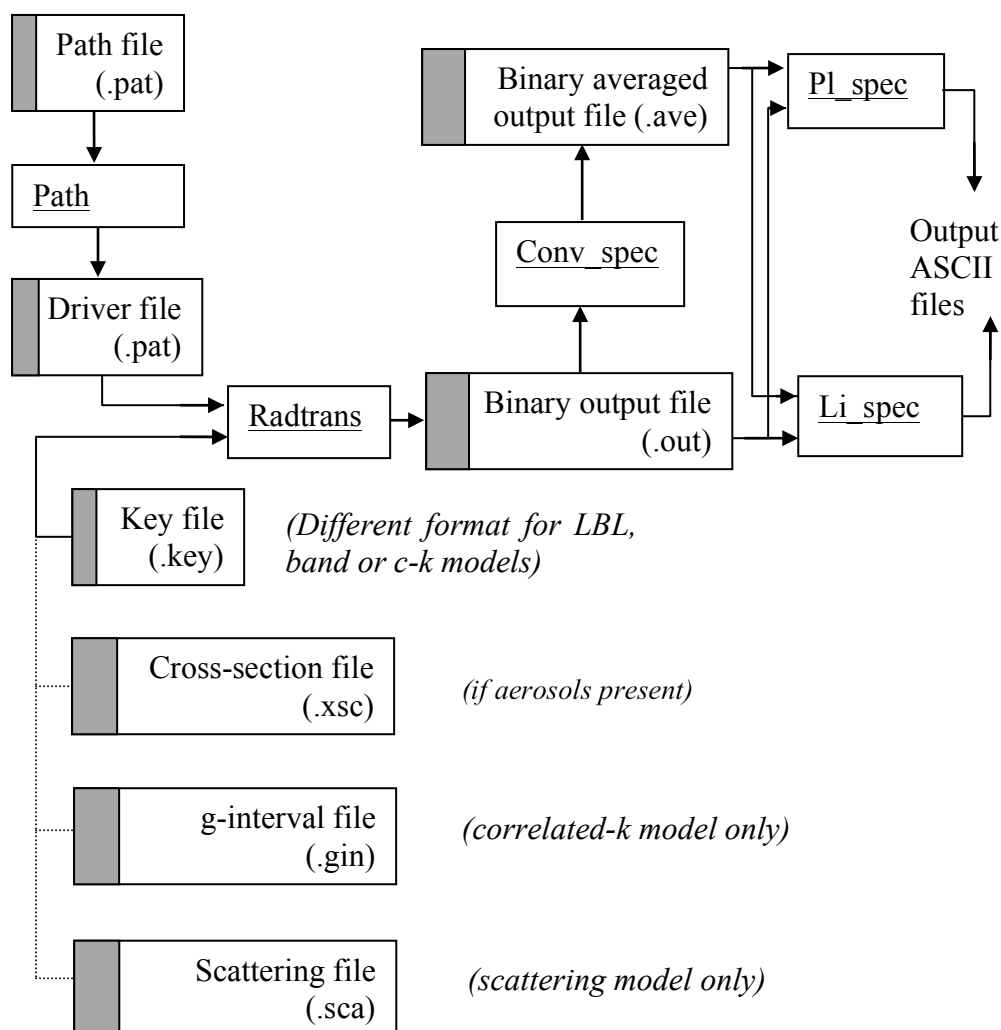 Path file
(.pat)
Path
Driver file
(.pat)
Binary averaged
output file (.ave)
Pl_spec
Conv_spec
Output
ASCII
files
Radtrans
Binary output file
(.out)
Li_spec
Key file
(.key)
(Different format for LBL,
band or c-k models)
Cross-section file
(.xsc)
(if aerosols present)
g-interval file
(.gin)
(correlated-k model only)
Scattering file
(.sca)
(scattering model only)